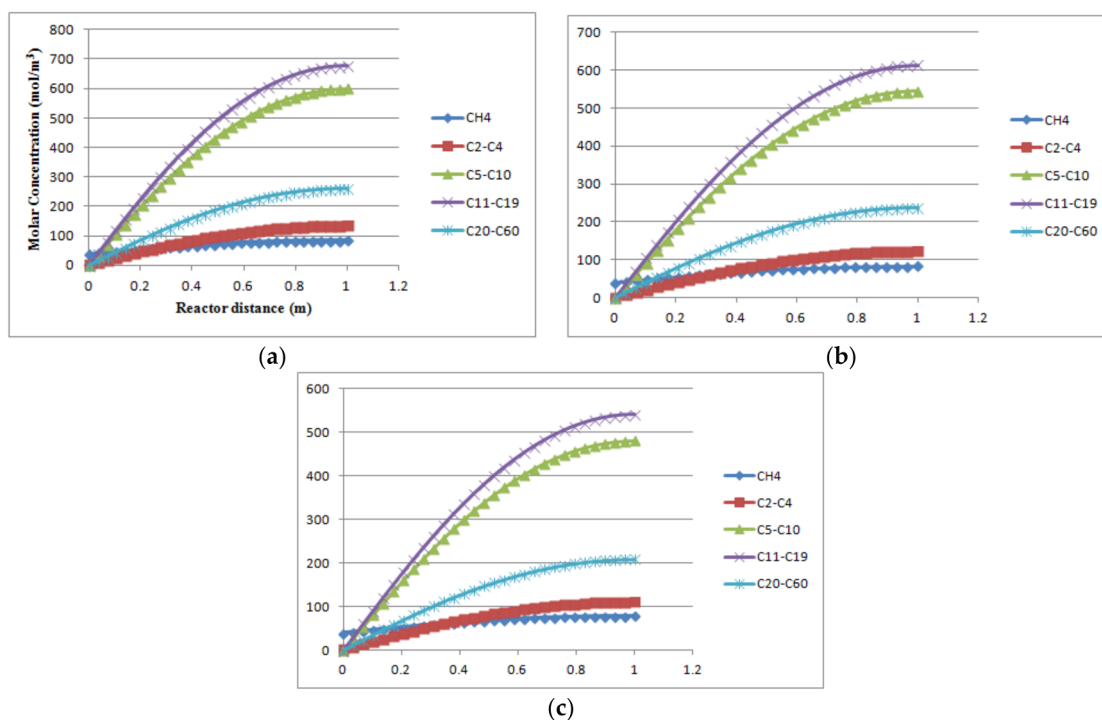 800
700
600
500
400
300
200
100
0
Molar Concentration (mol/m³)
0 0.2 0.4 0.6 0.8 1 1.2
Reactor distance (m)
CH4
C2-C4
C5-C10
C11-C19
C20-C60
(a)
700
600
500
400
300
200
100
0
0 0.2 0.4 0.6 0.8 1 1.2
CH4
C2-C4
C5-C10
C11-C19
C20-C60
(b)
600
500
400
300
200
100
0
0 0.2 0.4 0.6 0.8 1 1.2
CH4
C2-C4
C5-C10
C11-C19
C20-C60
(c)